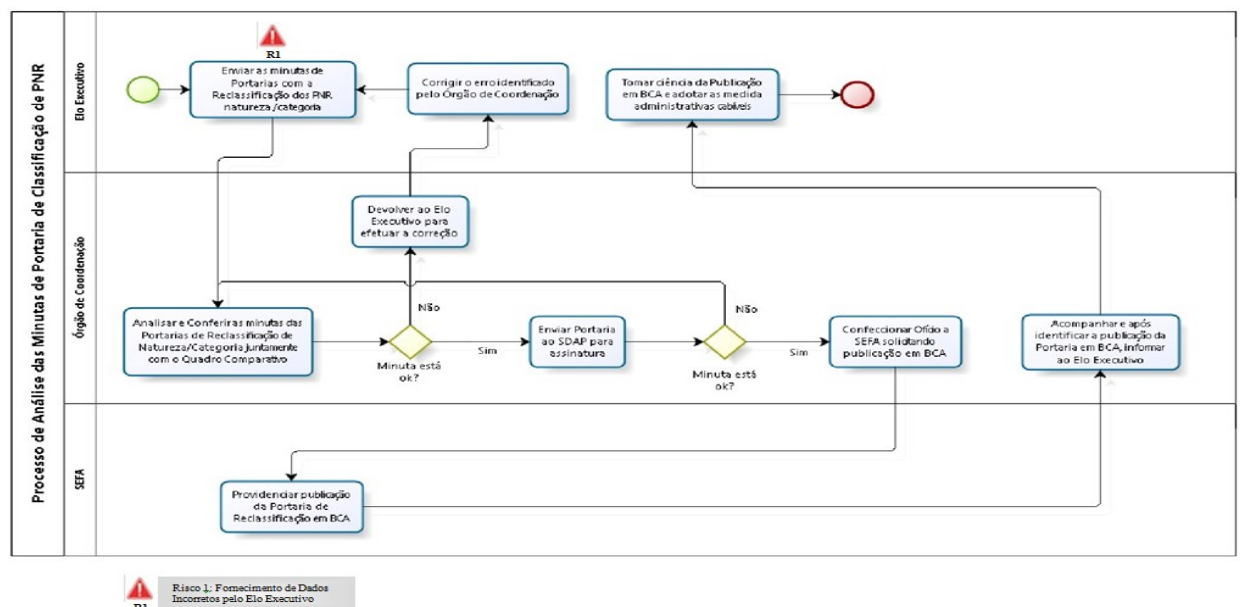 Processo de Análise das Minutas de Portaria de Classificação de PNR
Elo Executivo
R1
Enviar as minutas de
Portarias com a
Reclassificação dos PNR
natureza /categoria
Corrigir o erro identificado
pelo Órgão de Coordenação
Tomar ciência da Publicação
em BCA e adotar as medida
administrativas cabíveis
Órgão de Coordenação
Devolver ao Elo
Executivo para
efetuar a correção
Analisar e Conferir as minutas das
Portarias de Reclassificação de
Natureza/Categoria juntamente
com o Quadro Comparativo
Não
Sim
Minuta está
ok?
Enviar Portaria
ao SDAP para
assinatura
Não
Sim
Minuta está
ok?
Confeccionar Ofício a
SEFA solicitando
publicação em BCA
Acompanhar e após
identificar a publicação da
Portaria em BCA, informar
ao Elo Executivo
SEFA
Providenciar publicação
da Portaria de
Reclassificação em BCA
Risco 1: Fornecimento de Dados
Incorretos pelo Elo Executivo
R1